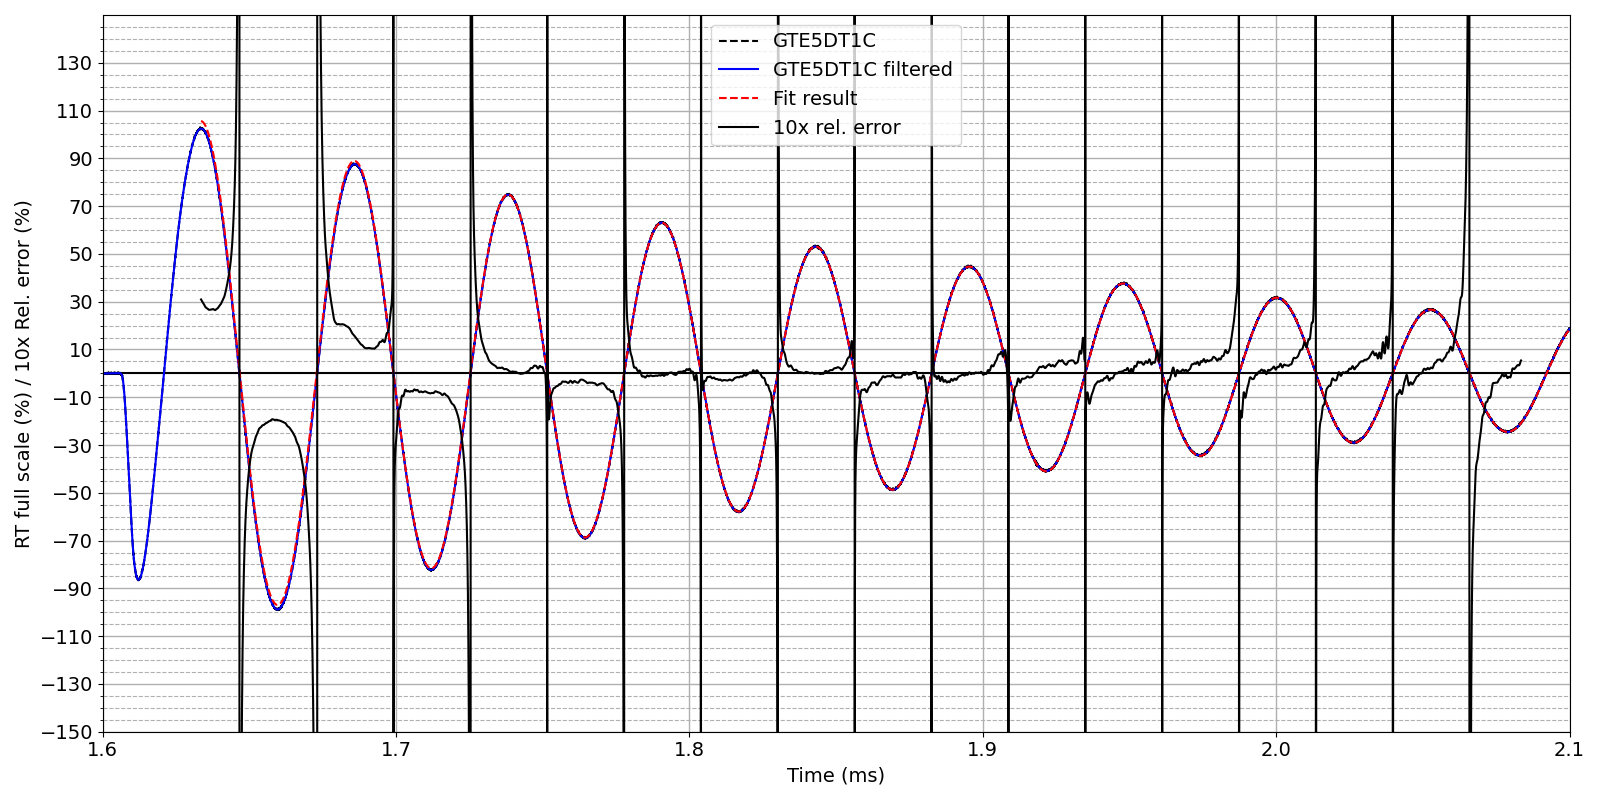 GTE5DT1C
GTE5DT1C filtered
Fit result
10x rel. error
RT full scale (%) / 10x Rel. error (%)
130
110
90
70
50
30
10
−10
−30
−50
−70
−90
−110
−130
−150
1.6 1.7 1.8 1.9 2.0 2.1
Time (ms)